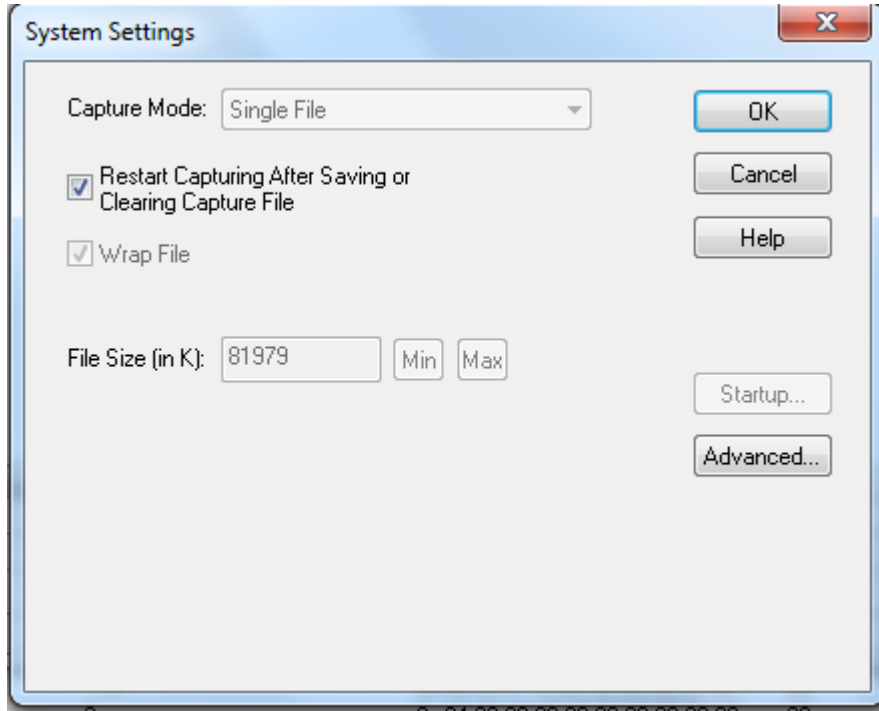 System Settings
Capture Mode: Single File
OK
Restart Capturing After Saving or
Clearing Capture File
Cancel
Wrap File
Help
File Size (in K): 81979 Min Max
Startup...
Advanced...